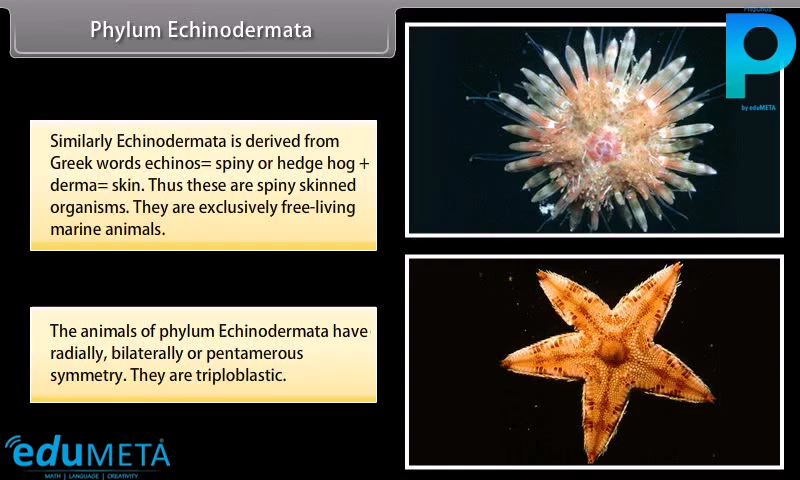 Phylum Echinodermata
Similarly Echinodermata is derived from
Greek words echinos= spiny or hedge hog +
derma= skin. Thus these are spiny skinned
organisms. They are exclusively free-living
marine animals.
The animals of phylum Echinodermata have
radially, bilaterally or pentamerous
symmetry. They are triploblastic.
P
by eduMETA
eduMETA
MATH | LANGUAGE | CREATIVITY